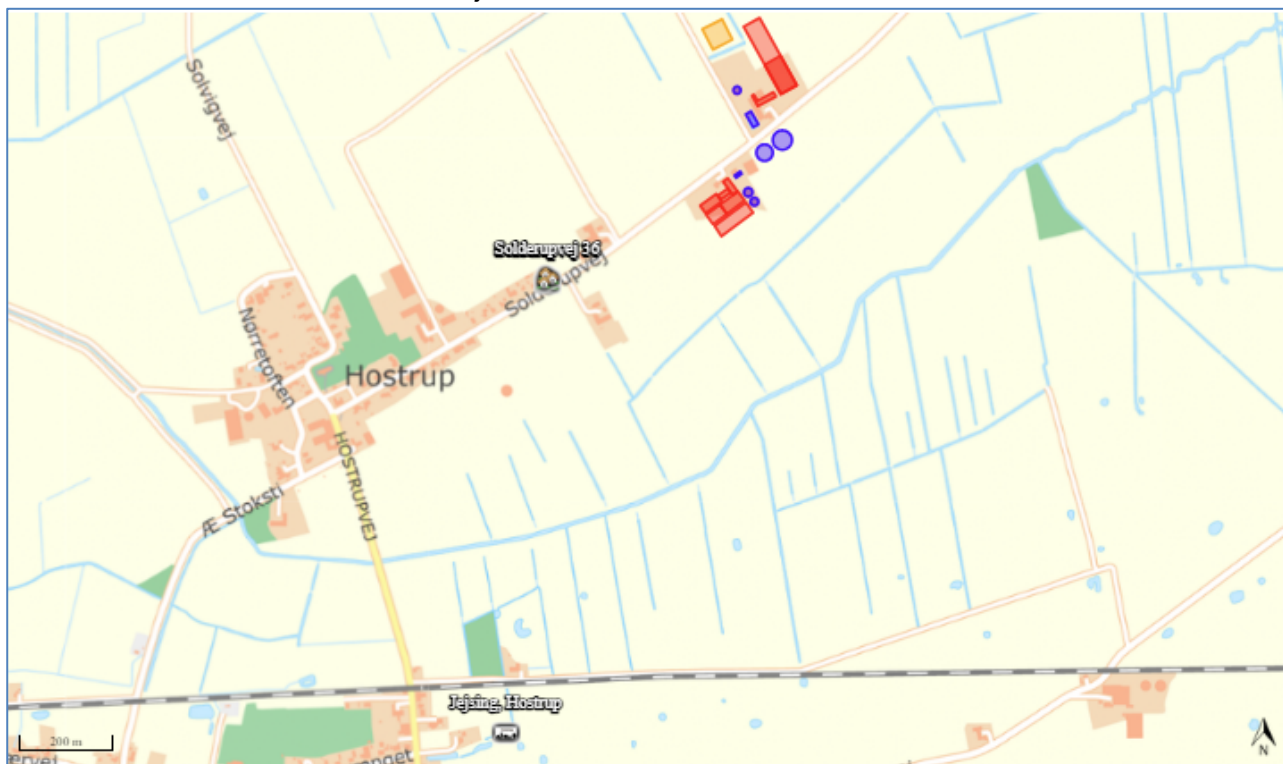 Solvigvej
Solderupvej 36
Solderupvej
Nørretoften
Hostrup
HOSTRUPVEJ
Æ Stoksti
Jejsing, Hostrup
200 m
N